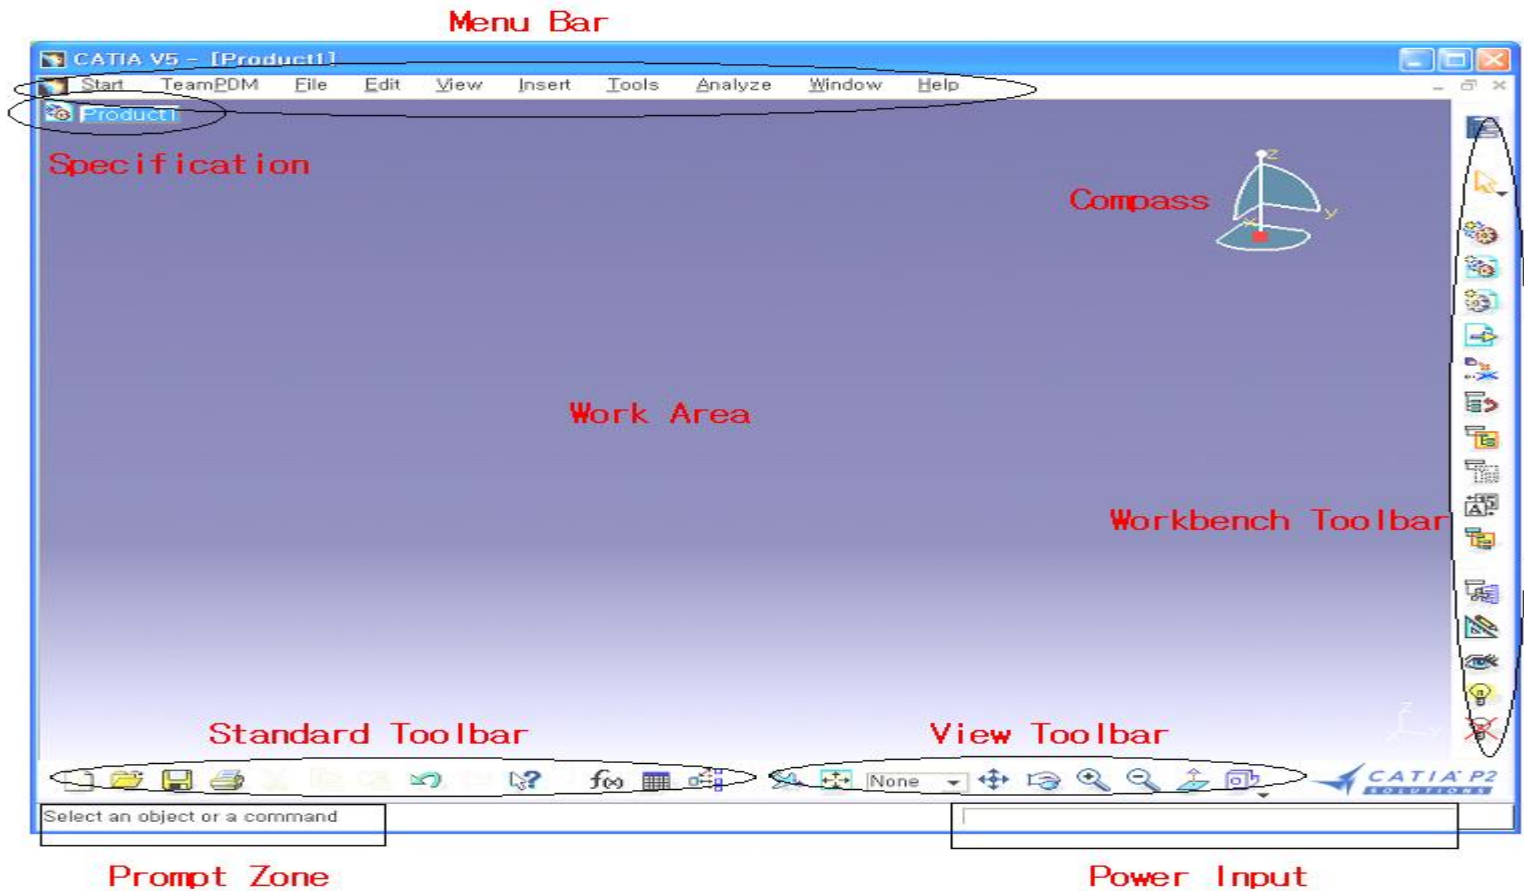 Menu Bar
CATIA V5 - [Product1]
Start TeamPDM File Edit View Insert Tools Analyze Window Help
Product1
Specification
z
Compass
y
x
Work Area
Workbench Toolbar
Standard Toolbar
View Toolbar
f(x) None
CATIA P2
SOLUTIONS
Select an object or a command
Prompt Zone
Power Input